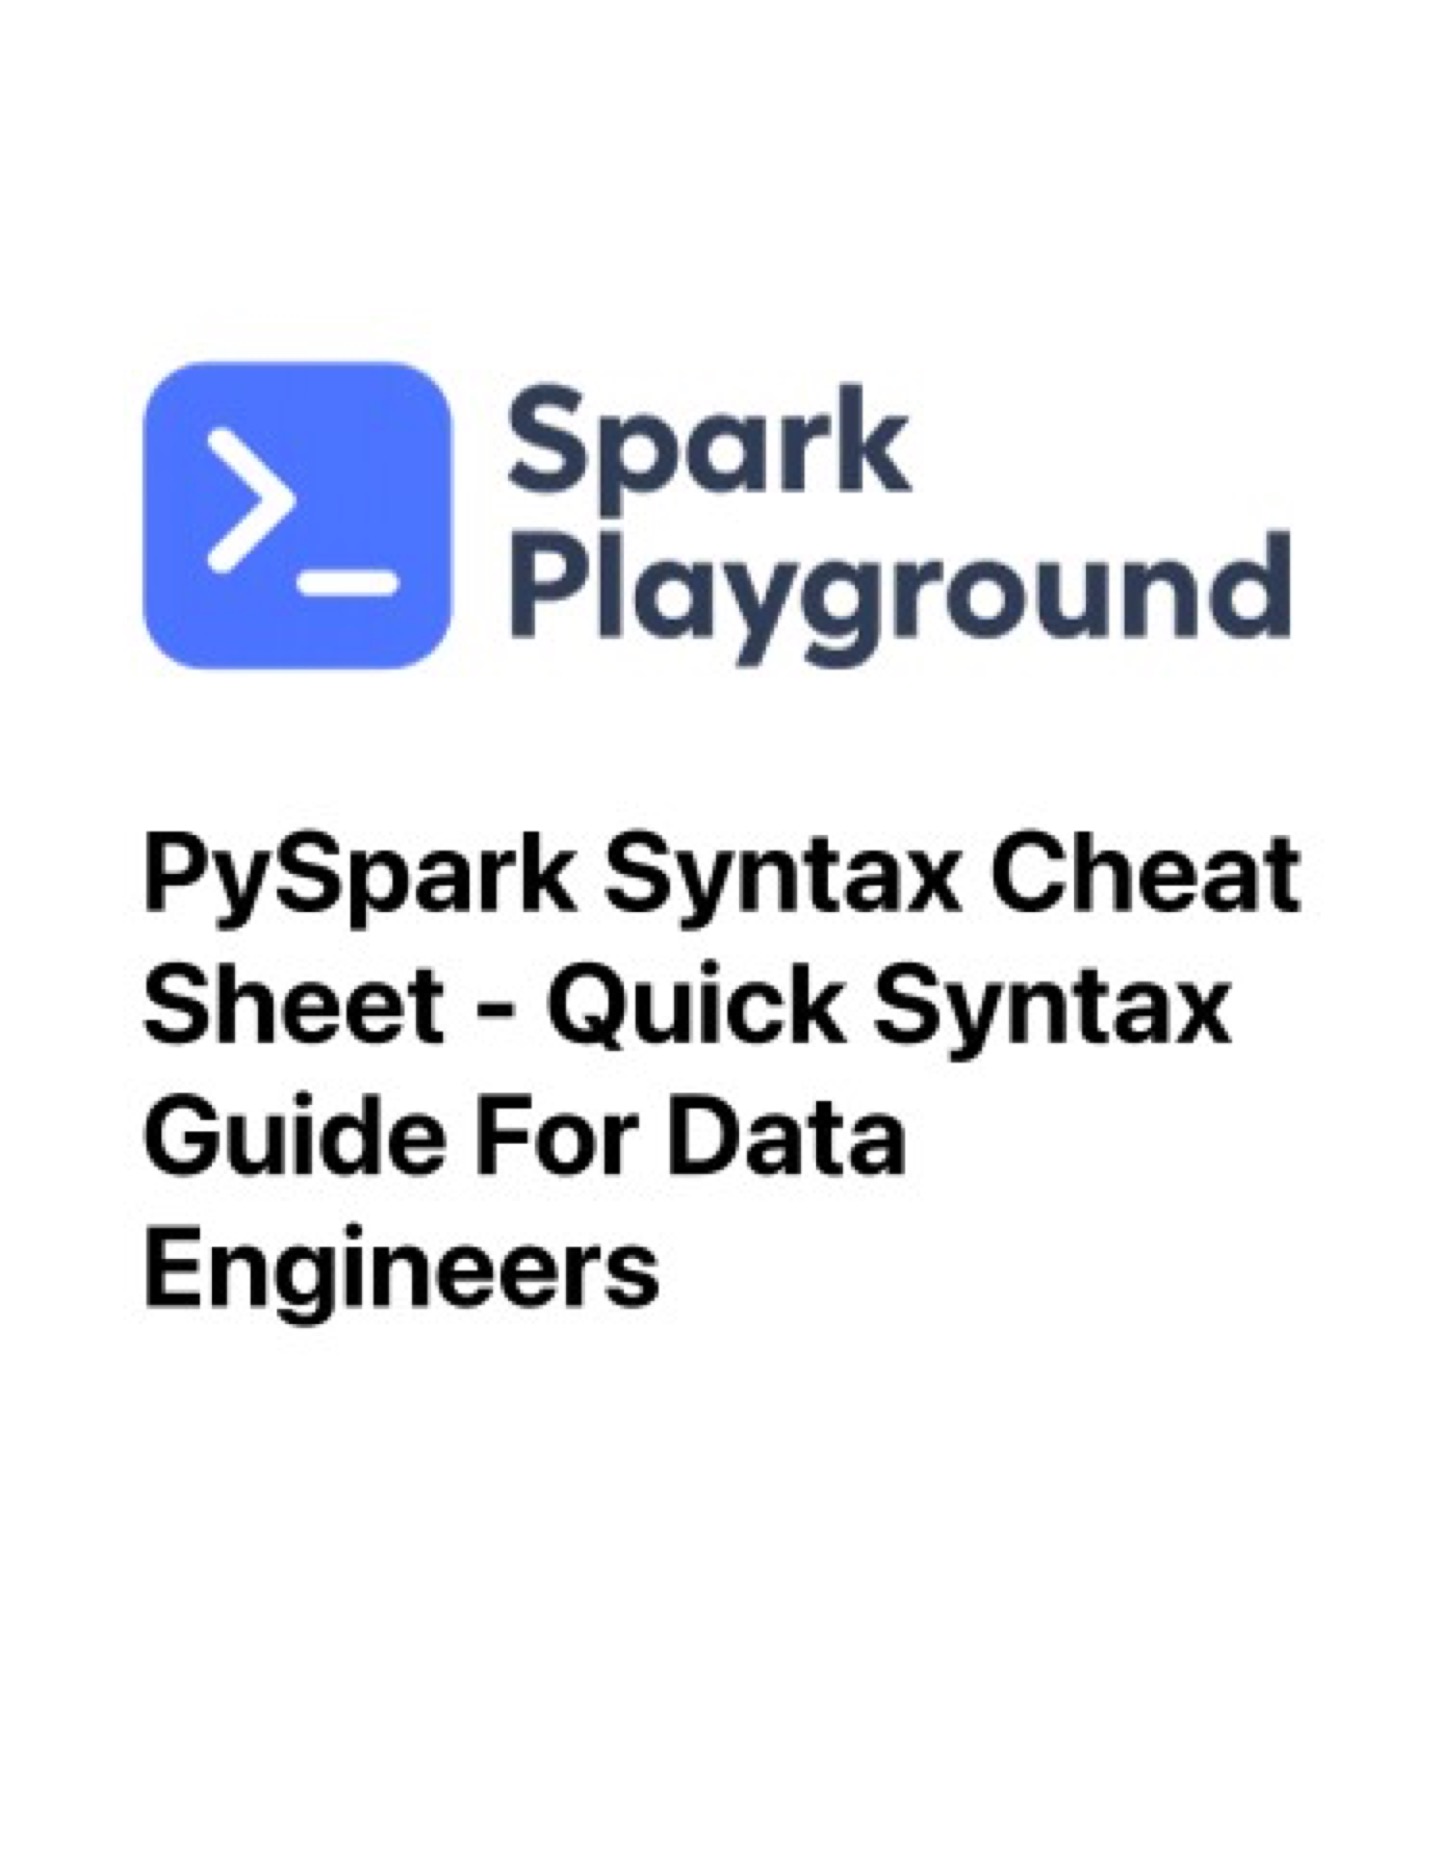 Spark
Playground
PySpark Syntax Cheat
Sheet - Quick Syntax
Guide For Data
Engineers